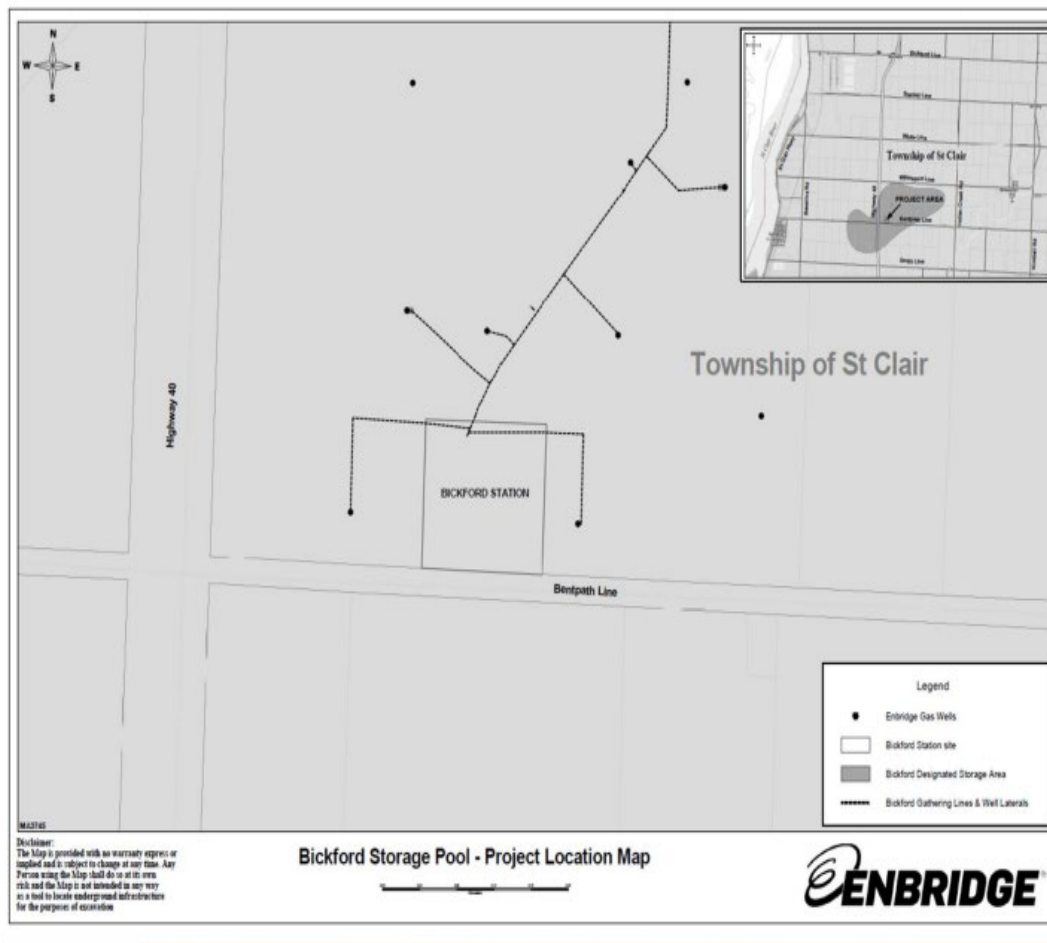 N
W E
S
Highway 40
Township of St Clair
BICKFORD STATION
Bentpath Line
Township of St Clair
PROJECT AREA
Legend
Enbridge Gas Wells
Bickford Station site
Bickford Designated Storage Area
Bickford Gathering Lines & Well Laterals
Disclaimer:
The Map is provided with no warranty express or
implied and is subject to change at any time. Any
Person using the Map shall do so at its own
risk and the Map is not intended in any way
as a tool to locate underground infrastructure
for the purposes of excavation
Bickford Storage Pool - Project Location Map
ENBRIDGE